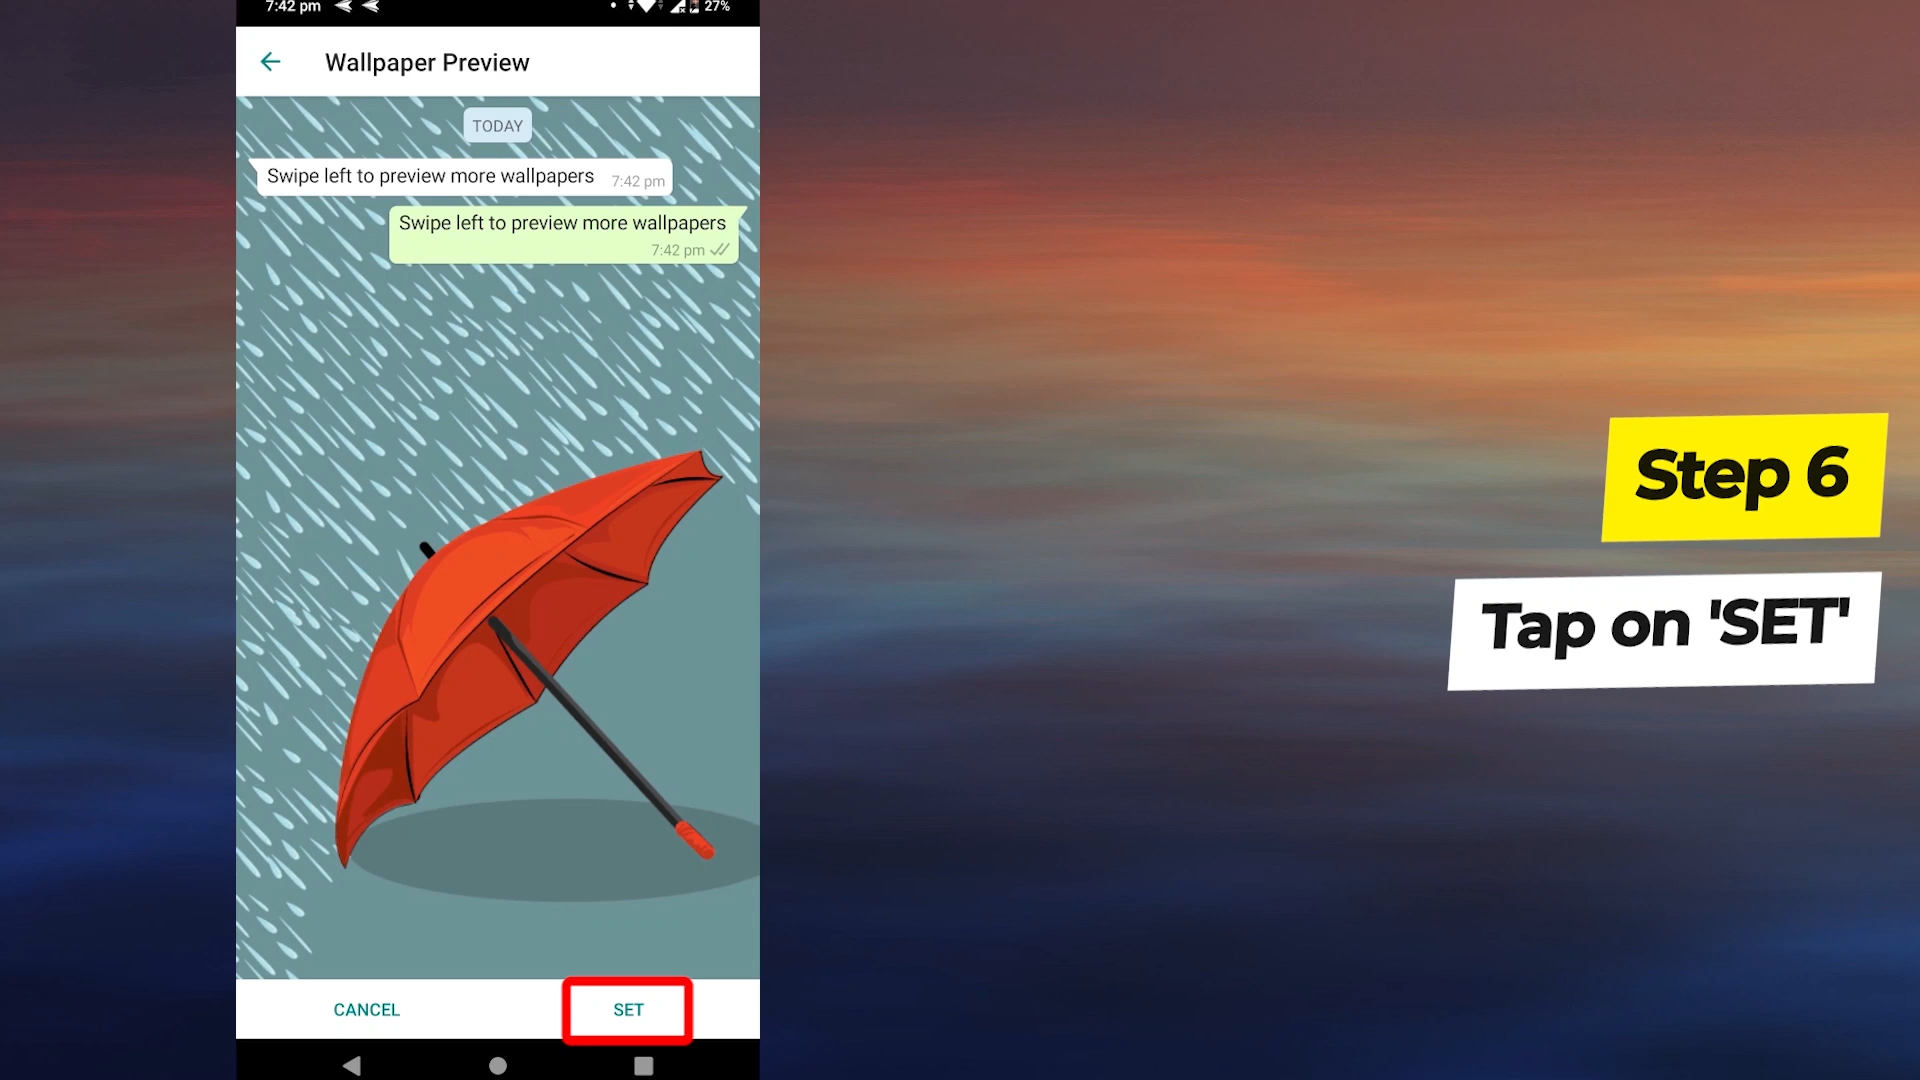 7:42 pm
27%
Wallpaper Preview
TODAY
Swipe left to preview more wallpapers
7:42 pm
Swipe left to preview more wallpapers
7:42 pm
CANCEL
SET
Step 6
Tap on 'SET'